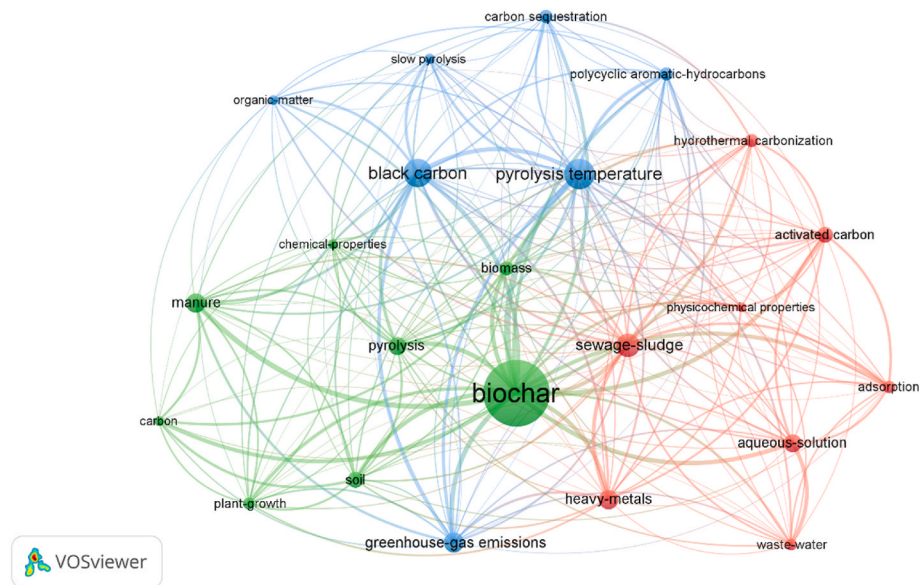 carbon sequestration
slow pyrolysis
polycyclic aromatic-hydrocarbons
organic-matter
hydrothermal carbonization
black carbon
pyrolysis temperature
activated carbon
chemical-properties
biomass
manure
physicochemical properties
pyrolysis
sewage-sludge
biochar
adsorption
carbon
aqueous-solution
soil
heavy-metals
plant-growth
greenhouse-gas emissions
waste-water
VOSviewer